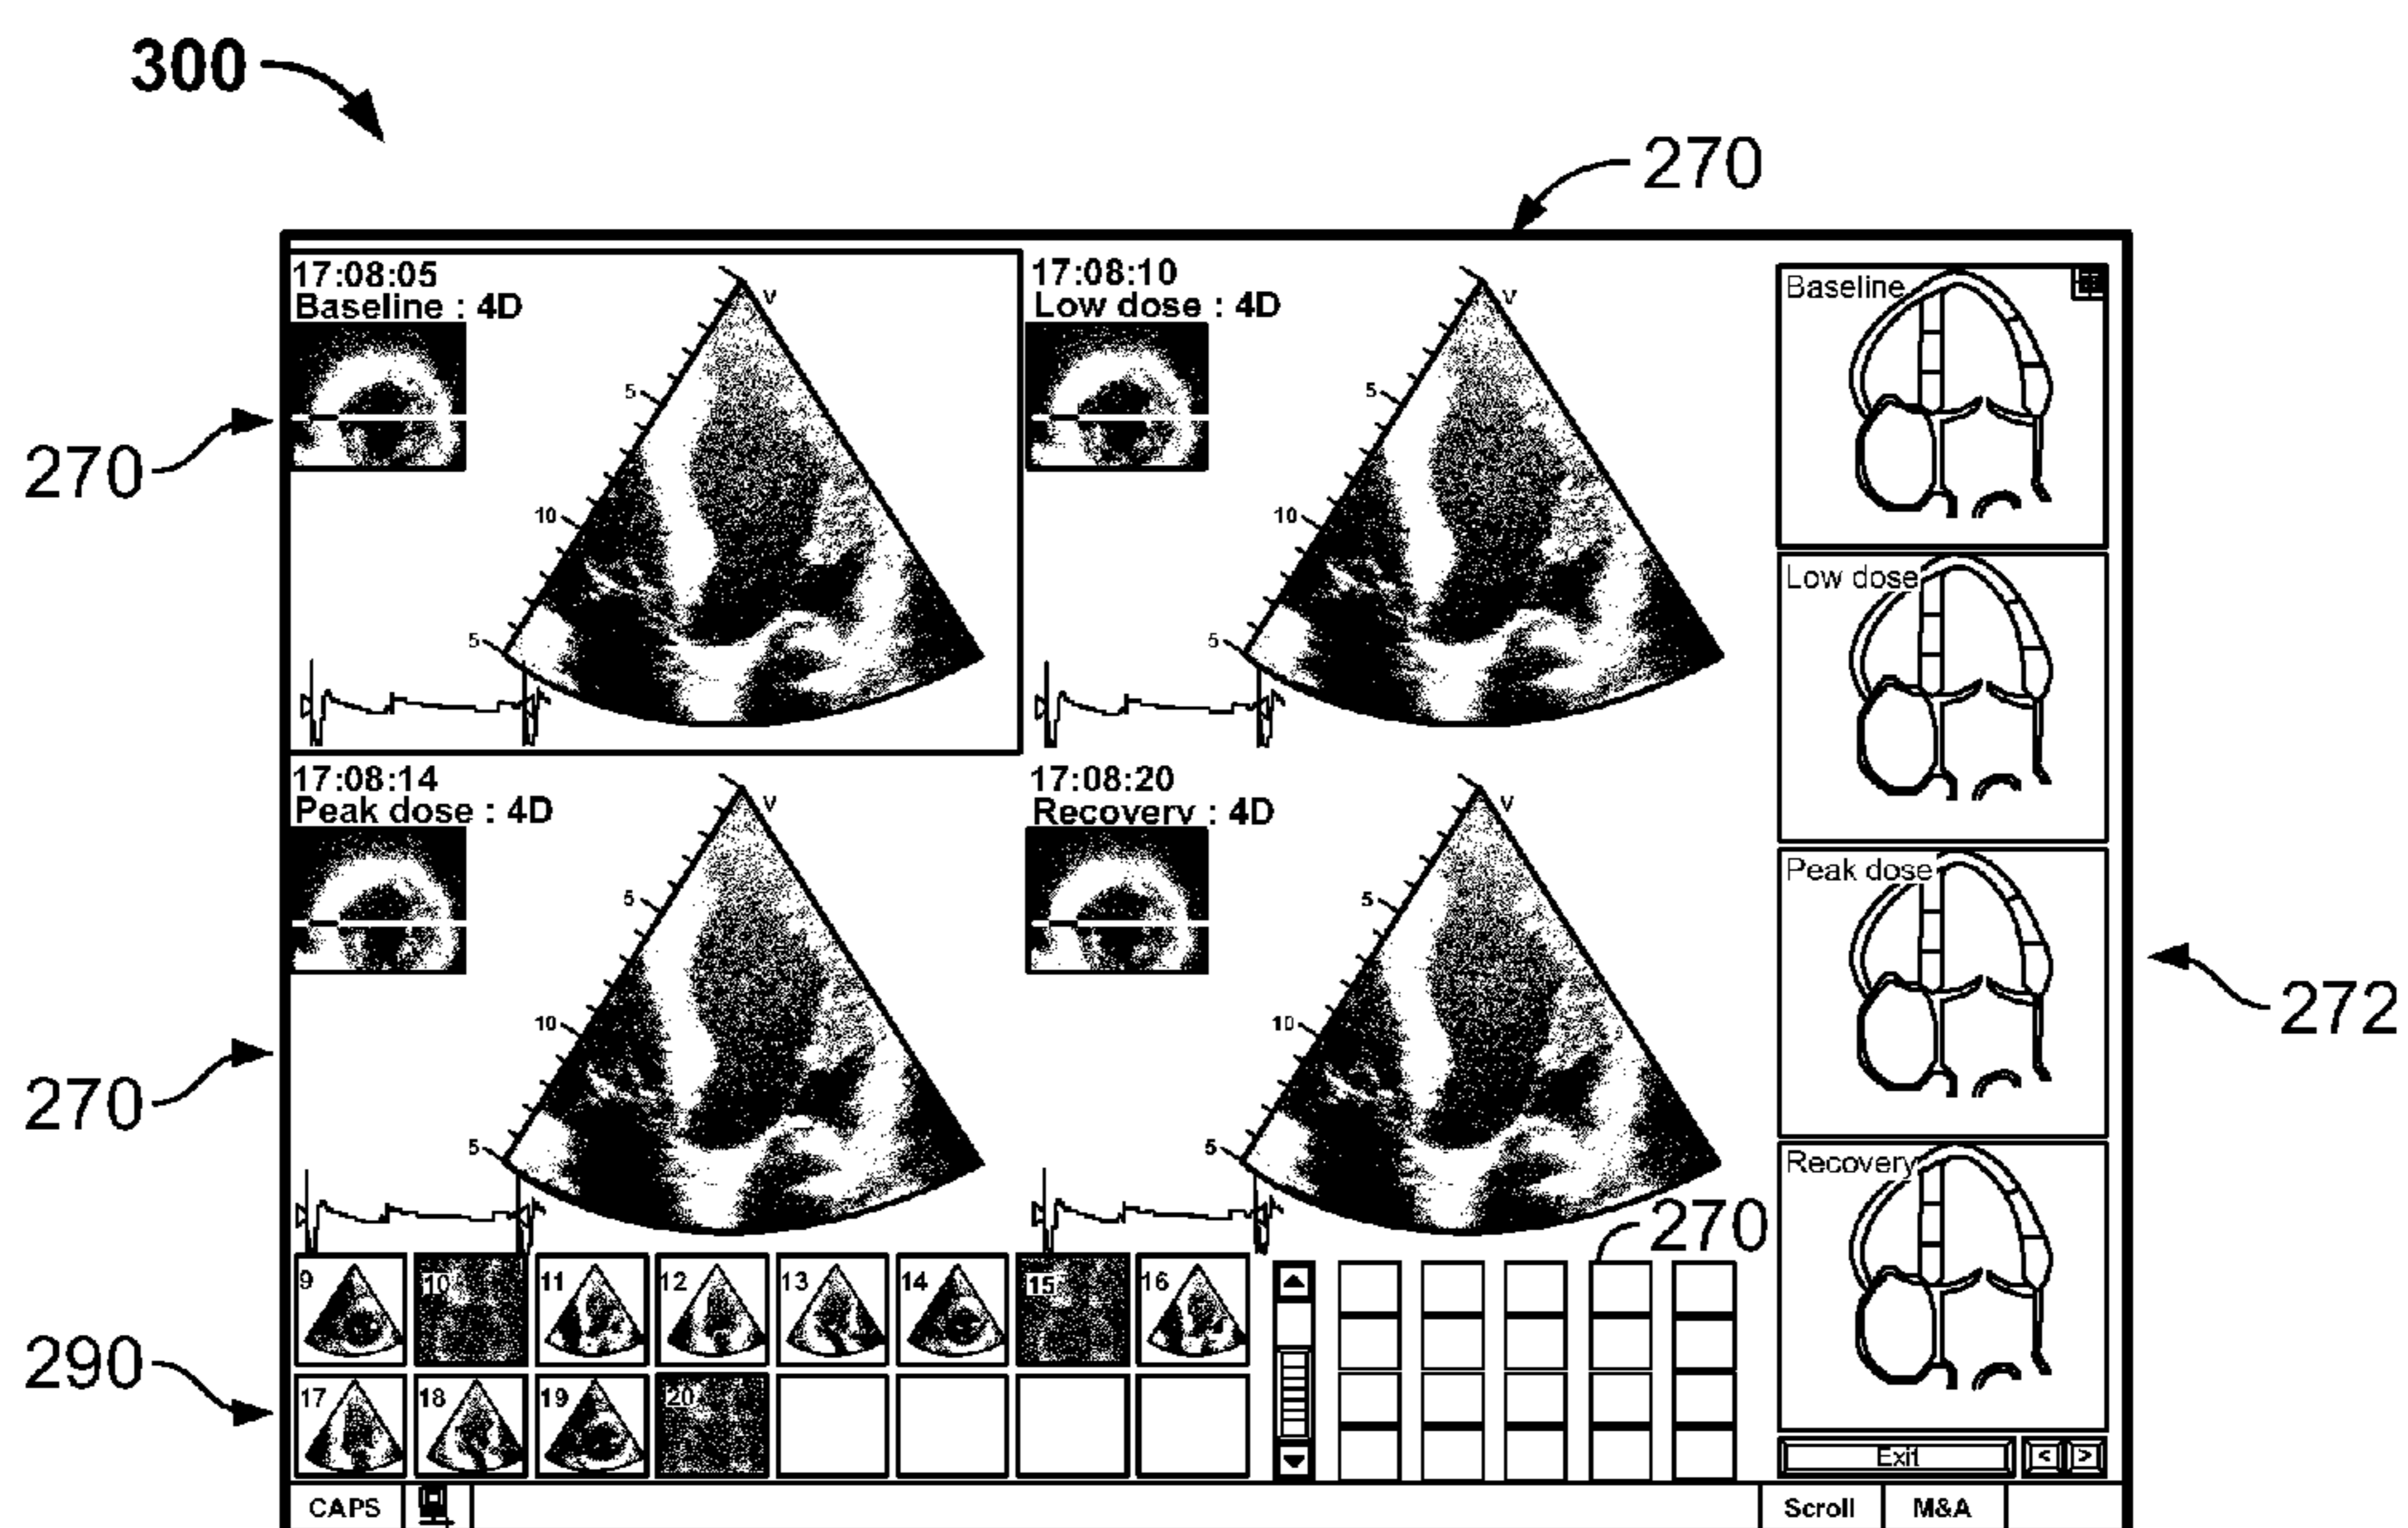 300
270
17:08:05
Baseline : 4D
V
5
10
5
17:08:10
Low dose : 4D
V
5
10
5
Baseline
270
Low dose
17:08:14
Peak dose : 4D
V
5
10
5
17:08:20
Recovery : 4D
V
5
10
5
Peak dose
272
270
Recovery
270
9 10 11 12 13 14 15 16
290
17 18 19 20
Exit < >
CAPS Scroll M&A